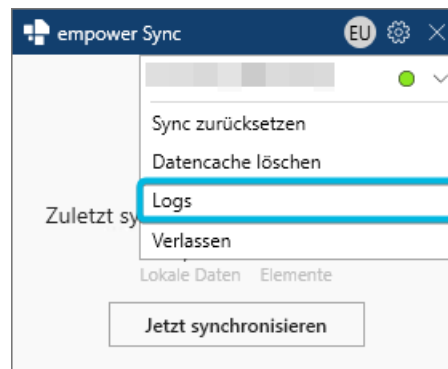 empower Sync EU
Sync zurücksetzen
Datencache löschen
Logs
Zuletzt sy
Verlassen
Lokale Daten Elemente
Jetzt synchronisieren